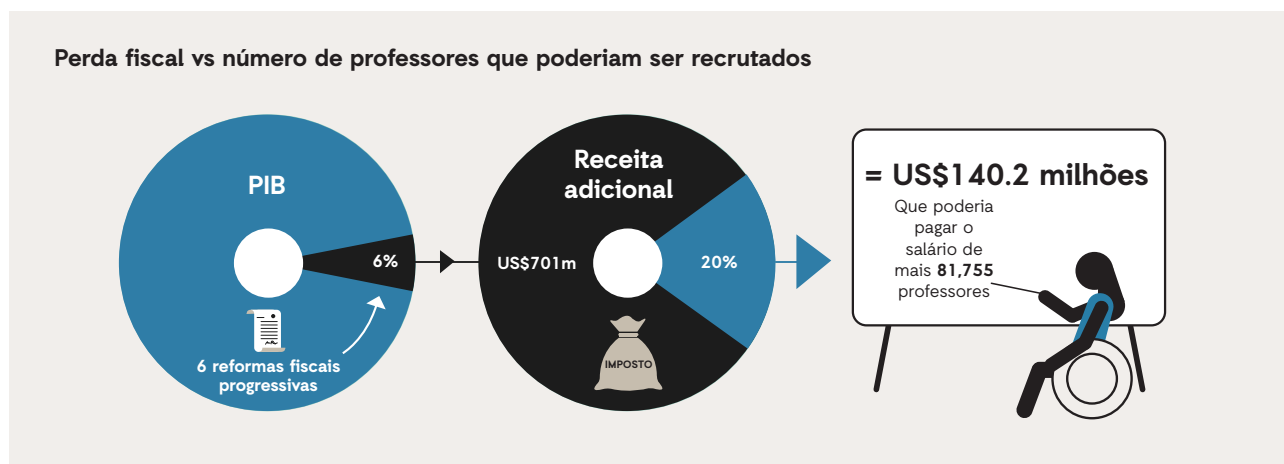 Perda fiscal vs número de professores que poderiam ser recrutados
PIB
6%
6 reformas fiscais
progressivas
Receita
adicional
US$701m
20%
IMPOSTO
= US$140.2 milhões
Que poderia
pagar o
salário de
mais 81,755
professores